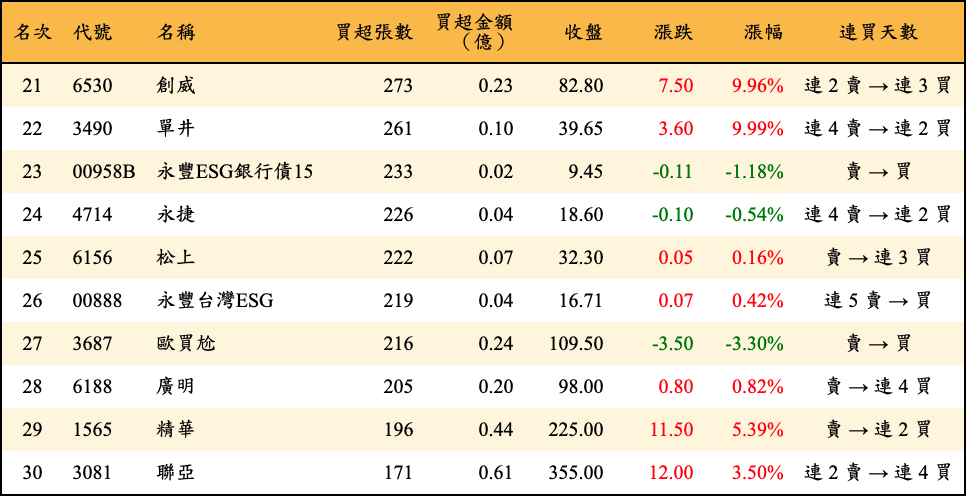 名次 代號 名稱 買超張數 買超金額（億） 收盤 漲跌 漲幅 連買天數
21 6530 創威 273 0.23 82.80 7.50 9.96% 連 2 賣 → 連 3 買
22 3490 單井 261 0.10 39.65 3.60 9.99% 連 4 賣 → 連 2 買
23 00958B 永豐ESG銀行債15 233 0.02 9.45 -0.11 -1.18% 賣 → 買
24 4714 永捷 226 0.04 18.60 -0.10 -0.54% 連 4 賣 → 連 2 買
25 6156 松上 222 0.07 32.30 0.05 0.16% 賣 → 連 3 買
26 00888 永豐台灣ESG 219 0.04 16.71 0.07 0.42% 連 5 賣 → 買
27 3687 歐買尬 216 0.24 109.50 -3.50 -3.30% 賣 → 買
28 6188 廣明 205 0.20 98.00 0.80 0.82% 賣 → 連 4 買
29 1565 精華 196 0.44 225.00 11.50 5.39% 賣 → 連 2 買
30 3081 聯亞 171 0.61 355.00 12.00 3.50% 連 2 賣 → 連 4 買